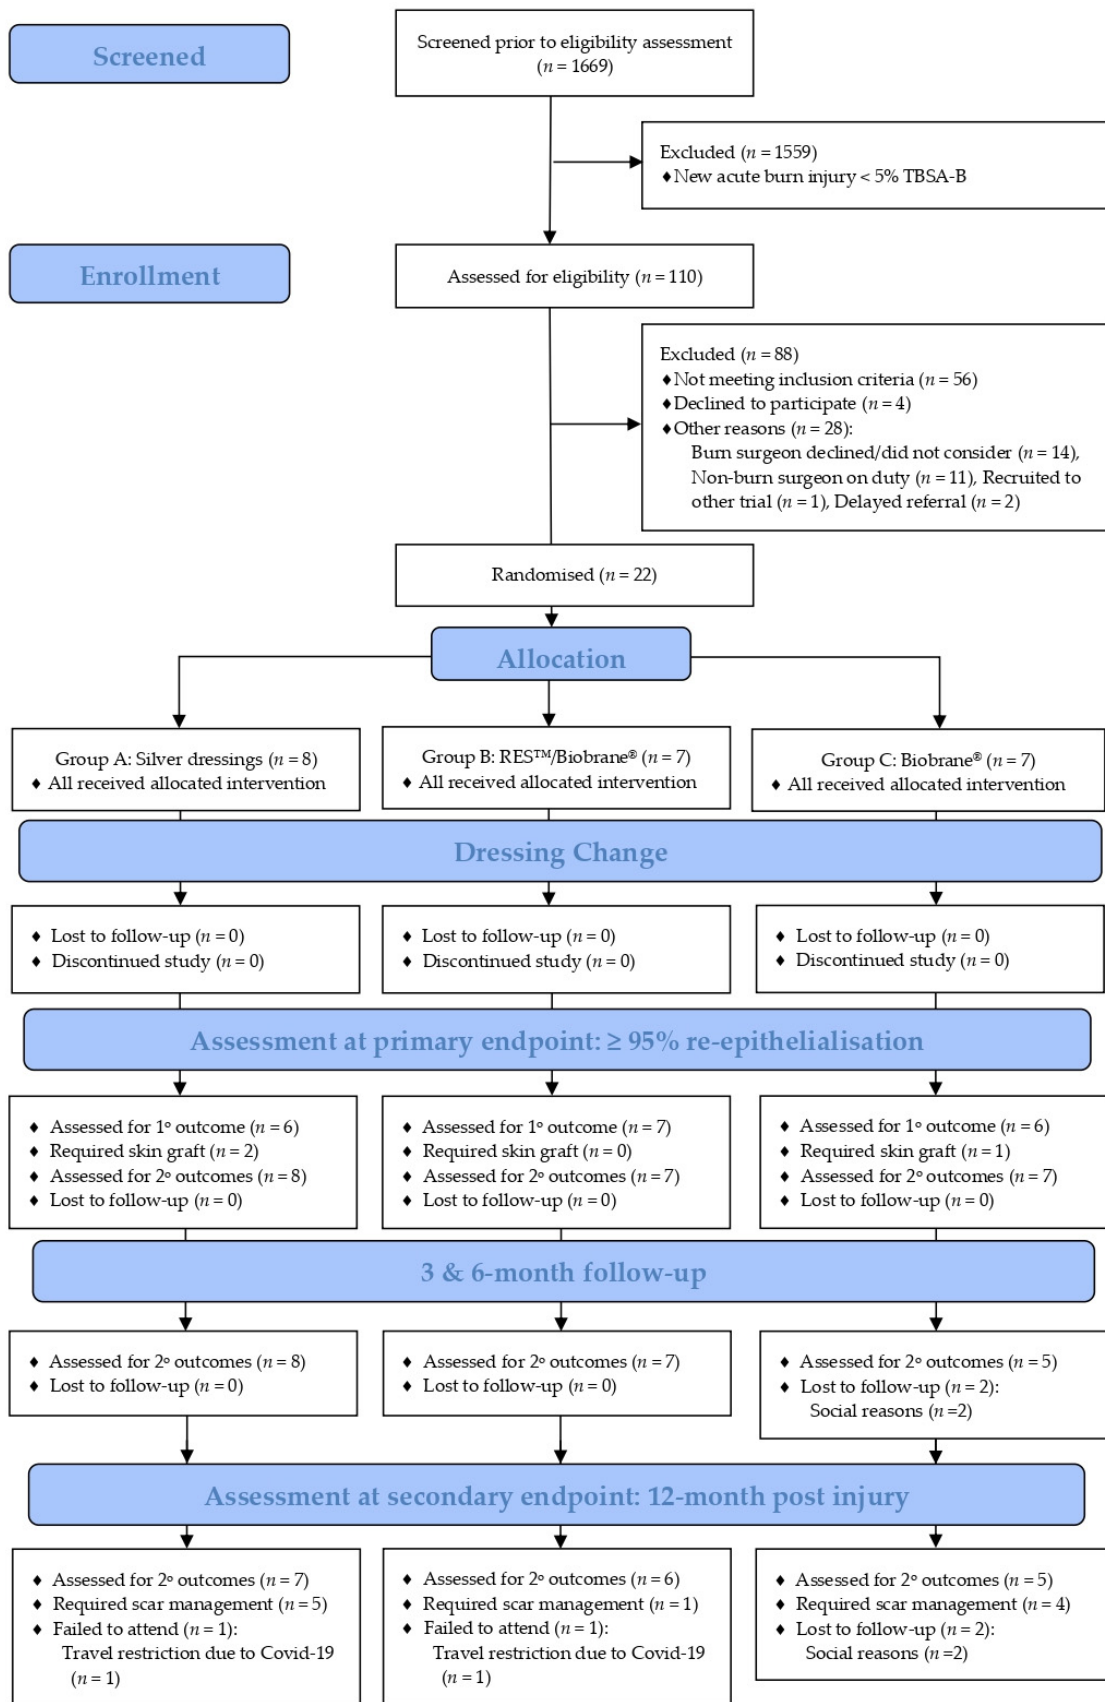 Screened
Screened prior to eligibility assessment
(n = 1669)
Excluded (n = 1559)
♦New acute burn injury < 5% TBSA-B
Enrollment
Assessed for eligibility (n = 110)
Excluded (n = 88)
♦Not meeting inclusion criteria (n = 56)
♦Declined to participate (n = 4)
♦Other reasons (n = 28):
Burn surgeon declined/did not consider (n = 14),
Non-burn surgeon on duty (n = 11), Recruited to
other trial (n = 1), Delayed referral (n = 2)
Randomised (n = 22)
Allocation
Group A: Silver dressings (n = 8)
♦ All received allocated intervention
Group B: RES™/Biobrane® (n = 7)
♦ All received allocated intervention
Group C: Biobrane® (n = 7)
♦ All received allocated intervention
Dressing Change
♦ Lost to follow-up (n = 0)
♦ Discontinued study (n = 0)
♦ Lost to follow-up (n = 0)
♦ Discontinued study (n = 0)
♦ Lost to follow-up (n = 0)
♦ Discontinued study (n = 0)
Assessment at primary endpoint: ≥ 95% re-epithelialisation
♦ Assessed for 1º outcome (n = 6)
♦ Required skin graft (n = 2)
♦ Assessed for 2º outcomes (n = 8)
♦ Lost to follow-up (n = 0)
♦ Assessed for 1º outcome (n = 7)
♦ Required skin graft (n = 0)
♦ Assessed for 2º outcomes (n = 7)
♦ Lost to follow-up (n = 0)
♦ Assessed for 1º outcome (n = 6)
♦ Required skin graft (n = 1)
♦ Assessed for 2º outcomes (n = 7)
♦ Lost to follow-up (n = 0)
3 & 6-month follow-up
♦ Assessed for 2º outcomes (n = 8)
♦ Lost to follow-up (n = 0)
♦ Assessed for 2º outcomes (n = 7)
♦ Lost to follow-up (n = 0)
♦ Assessed for 2º outcomes (n = 5)
♦ Lost to follow-up (n = 2):
Social reasons (n =2)
Assessment at secondary endpoint: 12-month post injury
♦ Assessed for 2º outcomes (n = 7)
♦ Required scar management (n = 5)
♦ Failed to attend (n = 1):
Travel restriction due to Covid-19
(n = 1)
♦ Assessed for 2º outcomes (n = 6)
♦ Required scar management (n = 1)
♦ Failed to attend (n = 1):
Travel restriction due to Covid-19
(n = 1)
♦ Assessed for 2º outcomes (n = 5)
♦ Required scar management (n = 4)
♦ Lost to follow-up (n = 2):
Social reasons (n =2)